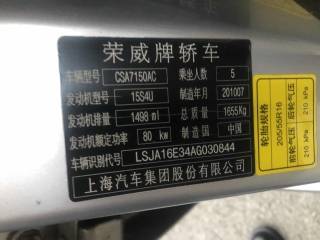 荣威牌轿车
车辆型号 CSA7150AC 乘坐人数 5
发动机型号 15S4U 制造年月 201007
发动机排量 1498 ml 总质量 1655Kg
发动机额定功率 80 kw 制造国 中国
车辆识别代号 LSJA16E34AG030844
上海汽车集团股份有限公司
轮胎规格 前轮气压 后轮气压
205/55R16 210 kPa 210 kPa